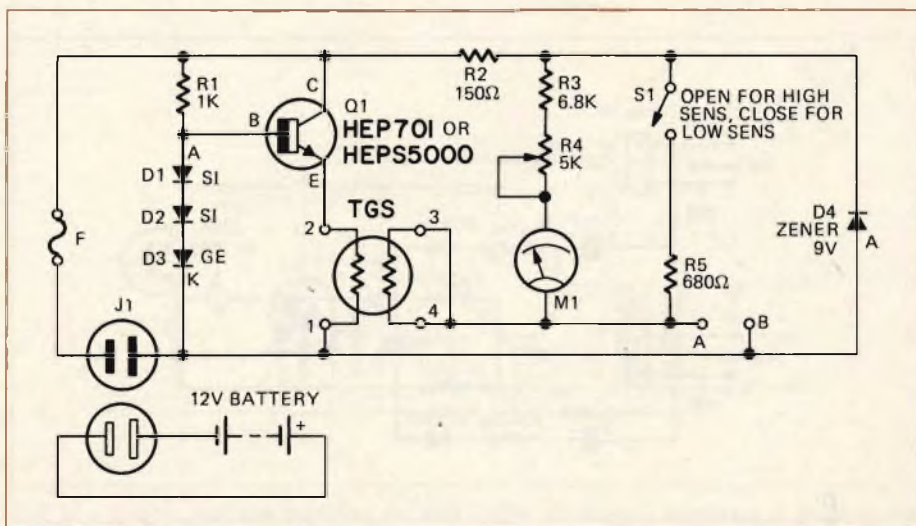 R1
1K
C
B
Q1
HEP701 OR
HEPS5000
E
A
D1 SI
D2 SI
D3 GE
K
F
J1
TGS
2
3
1
4
R2
150Ω
R3
6.8K
R4
5K
M1
S1
OPEN FOR HIGH
SENS, CLOSE FOR
LOW SENS
R5
680Ω
A
B
D4
ZENER
9V
A
12V BATTERY
+